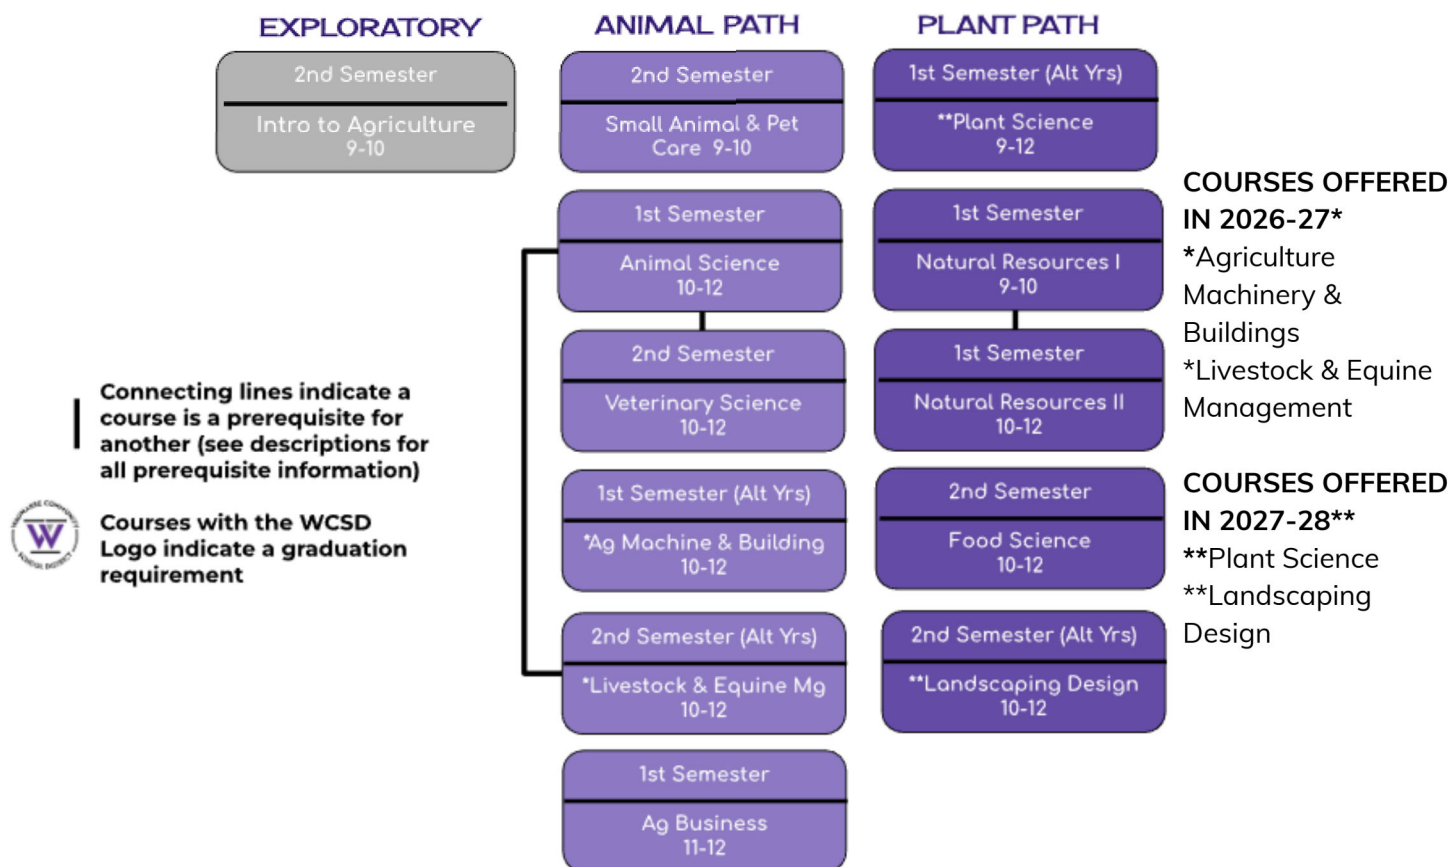 EXPLORATORY
2nd Semester
Intro to Agriculture
9-10
ANIMAL PATH
2nd Semester
Small Animal & Pet
Care 9-10
1st Semester
Animal Science
10-12
2nd Semester
Veterinary Science
10-12
1st Semester (Alt Yrs)
*Ag Machine & Building
10-12
2nd Semester (Alt Yrs)
*Livestock & Equine Mg
10-12
1st Semester
Ag Business
11-12
PLANT PATH
1st Semester (Alt Yrs)
**Plant Science
9-12
1st Semester
Natural Resources I
9-10
1st Semester
Natural Resources II
10-12
2nd Semester
Food Science
10-12
2nd Semester (Alt Yrs)
**Landscaping Design
10-12
COURSES OFFERED
IN 2026-27*
*Agriculture
Machinery &
Buildings
*Livestock & Equine
Management
COURSES OFFERED
IN 2027-28**
**Plant Science
**Landscaping
Design
Connecting lines indicate a
course is a prerequisite for
another (see descriptions for
all prerequisite information)
W
Courses with the WCSD
Logo indicate a graduation
requirement